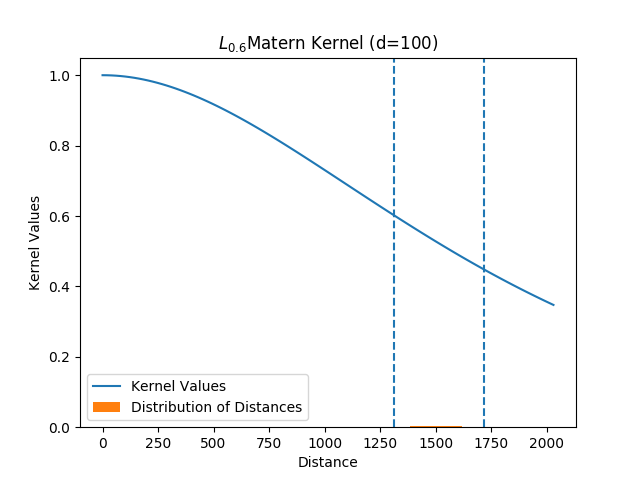 L0.6Matern Kernel (d=100)
Kernel Values
1.0
0.8
0.6
0.4
0.2
0.0
Kernel Values
Distribution of Distances
0 250 500 750 1000 1250 1500 1750 2000
Distance